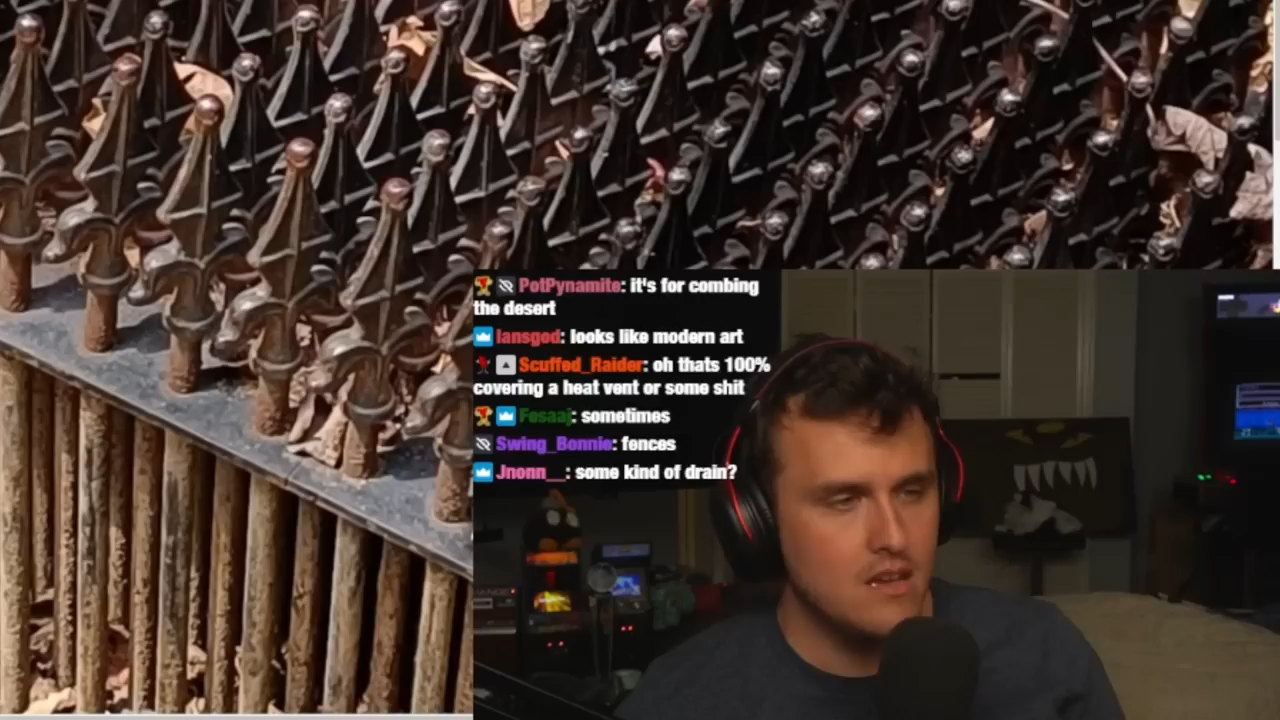 PotPynamite: it's for combing
the desert
lansged: looks like modern art
Scuffed_Raider: oh thats 100%
covering a heat vent or some shit
Fesaaj: sometimes
Swing_Bonnie: fences
Jnonn__: some kind of drain?